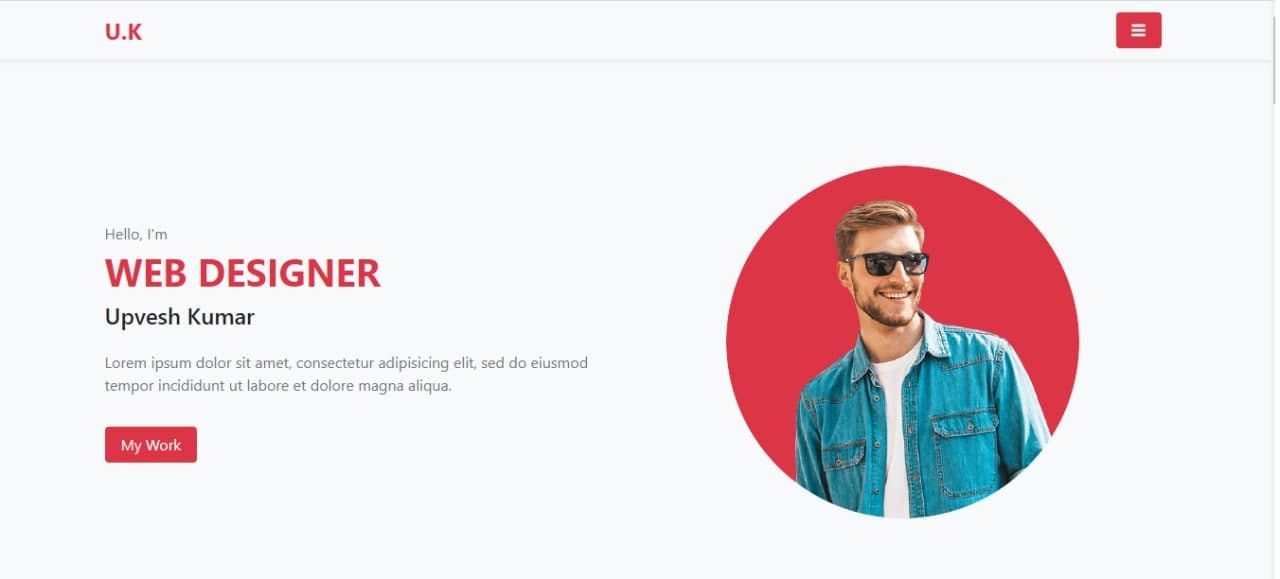 U.K
Hello, I'm
WEB DESIGNER
Upvesh Kumar
Lorem ipsum dolor sit amet, consectetur adipisicing elit, sed do eiusmod
tempor incididunt ut labore et dolore magna aliqua.
My Work